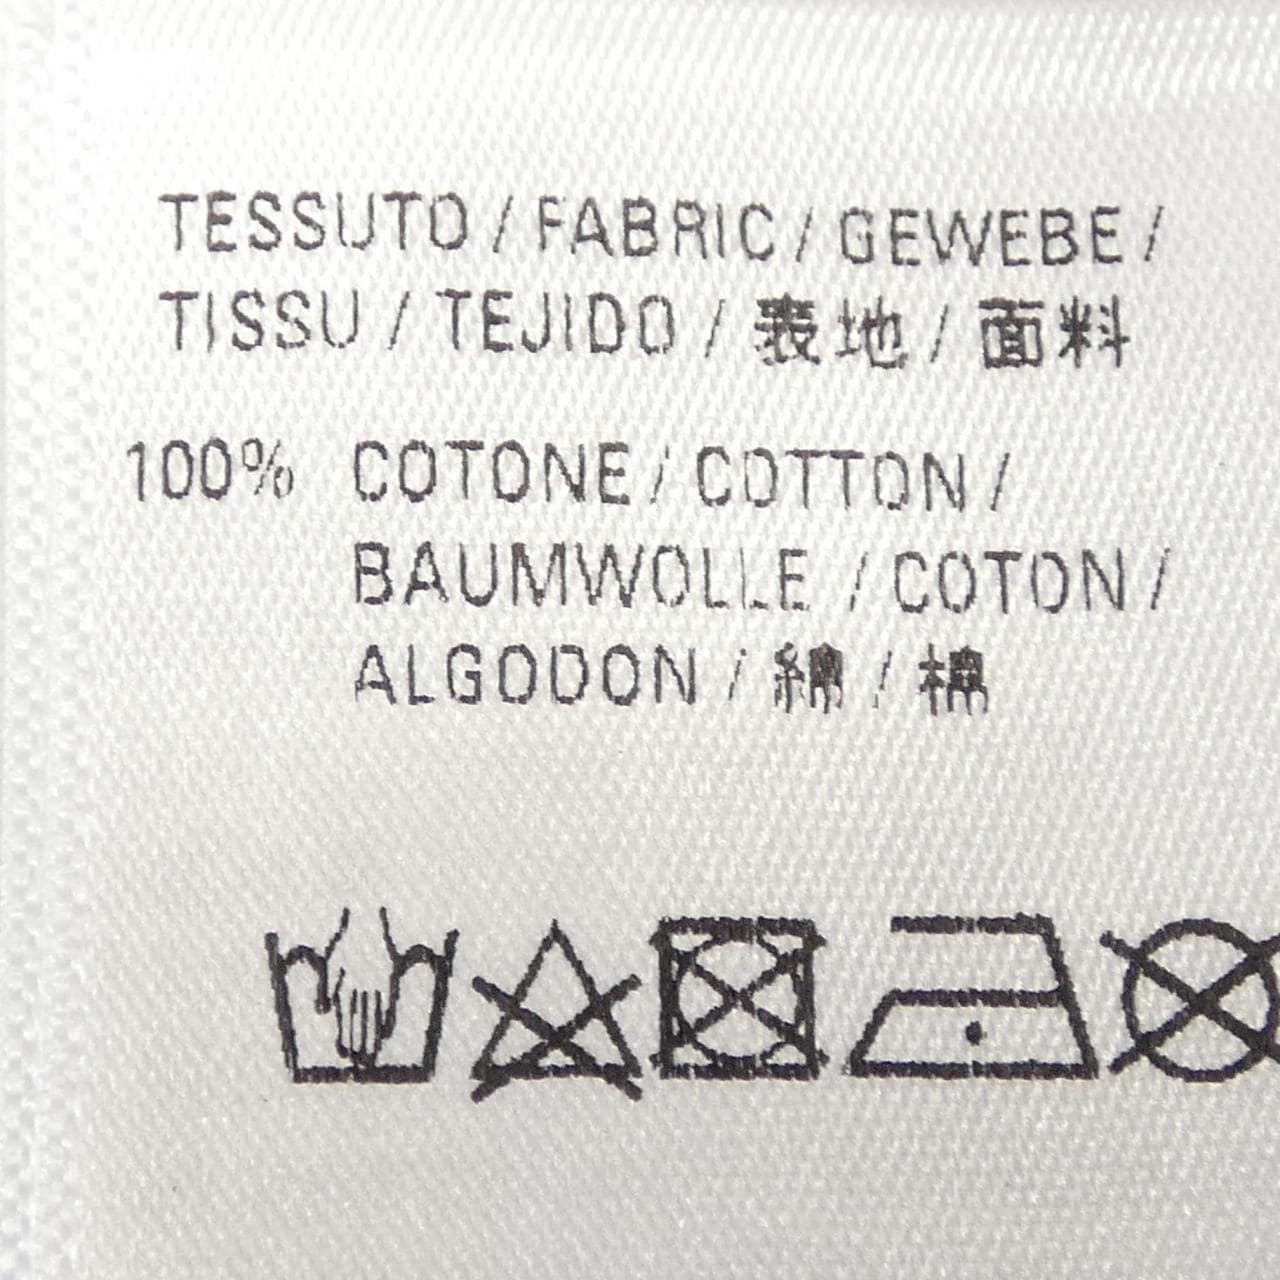 TESSUTO / FABRIC / GEWEBE /
TISSU / TEJIDO / 表地 / 面料
100% COTONE / COTTON /
BAUMWOLLE / COTON /
ALGODON / 綿 / 棉